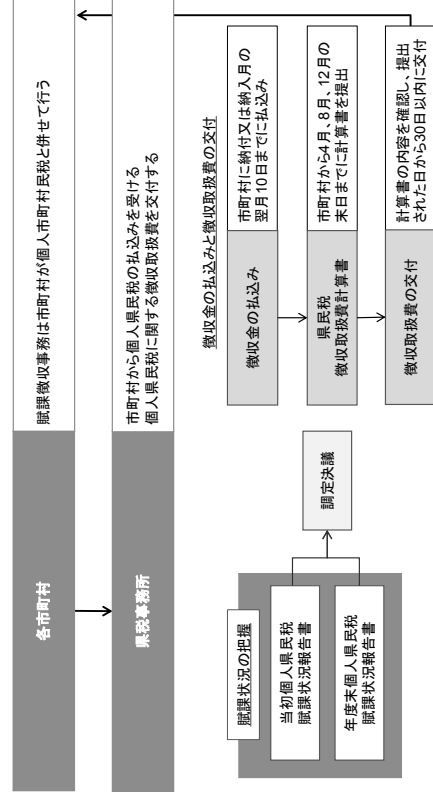 各市町村
賦課徴収事務は市町村が個人市町村民税と併せて行う
県税事務所
市町村から個人県民税の払込みを受ける
個人県民税に関する徴収取扱費を交付する
賦課状況の把握
当初個人県民税
賦課状況報告書
年度末個人県民税
賦課状況報告書
調定決議
徴収金の払込みと徴収取扱費の交付
徴収金の払込み
市町村に納付又は納入月の
翌月10日までに払込み
県民税
徴収取扱費計算書
市町村から4月、8月、12月の
末日までに計算書を提出
徴収取扱費の交付
計算書の内容を確認し、提出
された日から30日以内に交付